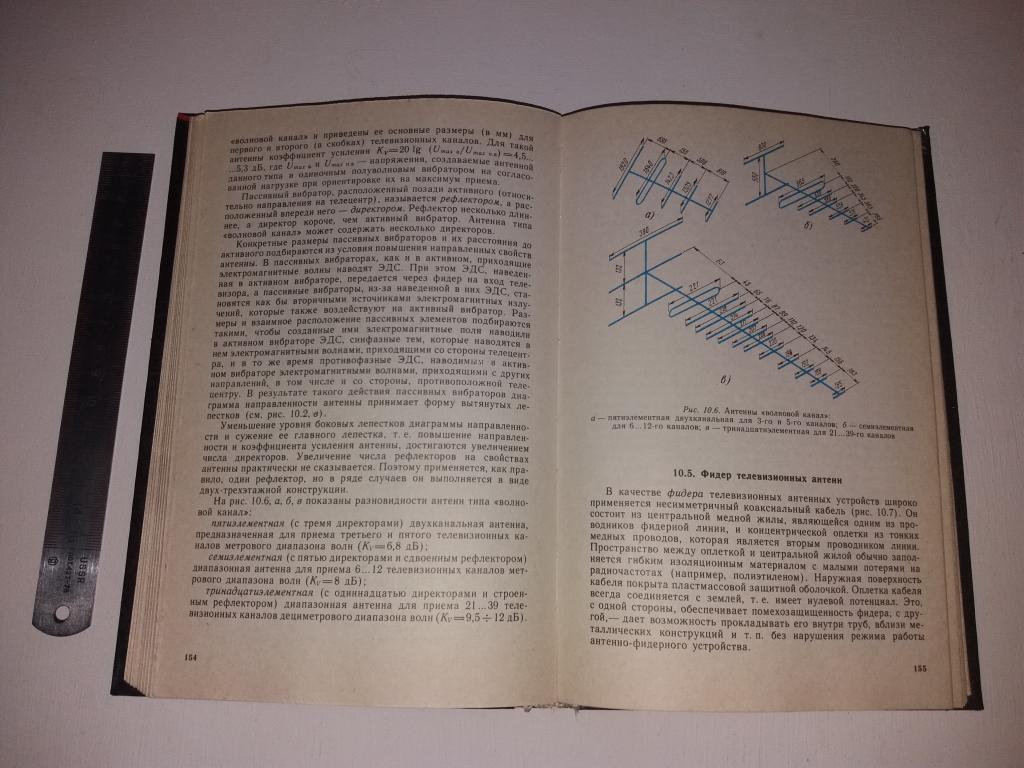 «волновой канал» и приведены ее основные размеры (в мм) для
первого и второго (в скобках) телевизионных каналов. Для такой
антенны коэффициент усиления Kv=20 lg (Umax a/Umax п.в)=4,5...
...5,3 дБ, где Umax a и Umax п.в — напряжения, создаваемые антенной
данного типа и одиночным полуволновым вибратором на согласо-
ванной нагрузке при ориентировке их на максимум приема.
Пассивный вибратор, расположенный позади активного (относи-
тельно направления на телецентр), называется рефлектором, а рас-
положенный впереди него — директором. Рефлектор несколько длин-
нее, а директор короче, чем активный вибратор. Антенна типа
«волновой канал» может содержать несколько директоров.
Конкретные размеры пассивных вибраторов и их расстояния до
активного подбираются из условия повышения направленных свойств
антенны. В пассивных вибраторах, как и в активном, приходящие
электромагнитные волны наводят ЭДС. При этом ЭДС, наведен-
ная в активном вибраторе, передается через фидер на вход теле-
визора, а пассивные вибраторы, из-за наведенной в них ЭДС, ста-
новятся как бы вторичными источниками электромагнитных излу-
чений, которые также воздействуют на активный вибратор. Раз-
меры и взаимное расположение пассивных элементов подбираются
такими, чтобы созданные ими электромагнитные поля наводили
в активном вибраторе ЭДС, синфазные тем, которые наводятся в
нем электромагнитными волнами, приходящими со стороны телецент-
ра, и в то же время противофазные ЭДС, наводимым в актив-
ном вибраторе электромагнитными волнами, приходящими с других
направлений, в том числе и со стороны, противоположной теле-
центру. В результате такого действия пассивных вибраторов диа-
грамма направленности антенны принимает форму вытянутых ле-
пестков (см. рис. 10.2, в).
Уменьшение уровня боковых лепестков диаграммы направленно-
сти и сужение ее главного лепестка, т. е. повышение направлен-
ности и коэффициента усиления антенны, достигаются увеличением
числа директоров. Увеличение числа рефлекторов на свойствах
антенны практически не сказывается. Поэтому применяется, как пра-
вило, один рефлектор, но в ряде случаев он выполняется в виде
двух-трехэтажной конструкции.
На рис. 10.6, а, б, в показаны разновидности антенн типа «волно-
вой канал»:
пятиэлементная (с тремя директорами) двухканальная антенна,
предназначенная для приема третьего и пятого телевизионных ка-
налов метрового диапазона волн (Kv=6,8 дБ);
семиэлементная (с пятью директорами и сдвоенным рефлектором)
диапазонная антенна для приема 6...12 телевизионных каналов мет-
рового диапазона волн (Kv=8 дБ);
тринадцатиэлементная (с одиннадцатью директорами и строен-
ным рефлектором) диапазонная антенна для приема 21...39 теле-
визионных каналов дециметрового диапазона волн (Kv=9,5÷12 дБ).
154
а)
б)
в)
Рис. 10.6. Антенны «волновой канал»:
а — пятиэлементная двухканальная для 3-го и 5-го каналов; б — семиэлементная
для 6...12-го каналов; в — тринадцатиэлементная для 21...39-го каналов
10.5. Фидер телевизионных антенн
В качестве фидера телевизионных антенных устройств широко
применяется несимметричный коаксиальный кабель (рис. 10.7). Он
состоит из центральной медной жилы, являющейся одним из про-
водников фидерной линии, и концентрической оплетки из тонких
медных проводов, которая является вторым проводником линии.
Пространство между оплеткой и центральной жилой обычно запол-
няется гибким изоляционным материалом с малыми потерями на
радиочастотах (например, полиэтиленом). Наружная поверхность
кабеля покрыта пластмассовой защитной оболочкой. Оплетка кабеля
всегда соединяется с землей, т. е. имеет нулевой потенциал. Это,
с одной стороны, обеспечивает помехозащищенность фидера, с дру-
гой,— дает возможность прокладывать его внутри труб, вблизи ме-
таллических конструкций и т. п. без нарушения режима работы
антенно-фидерного устройства.
155
USSR